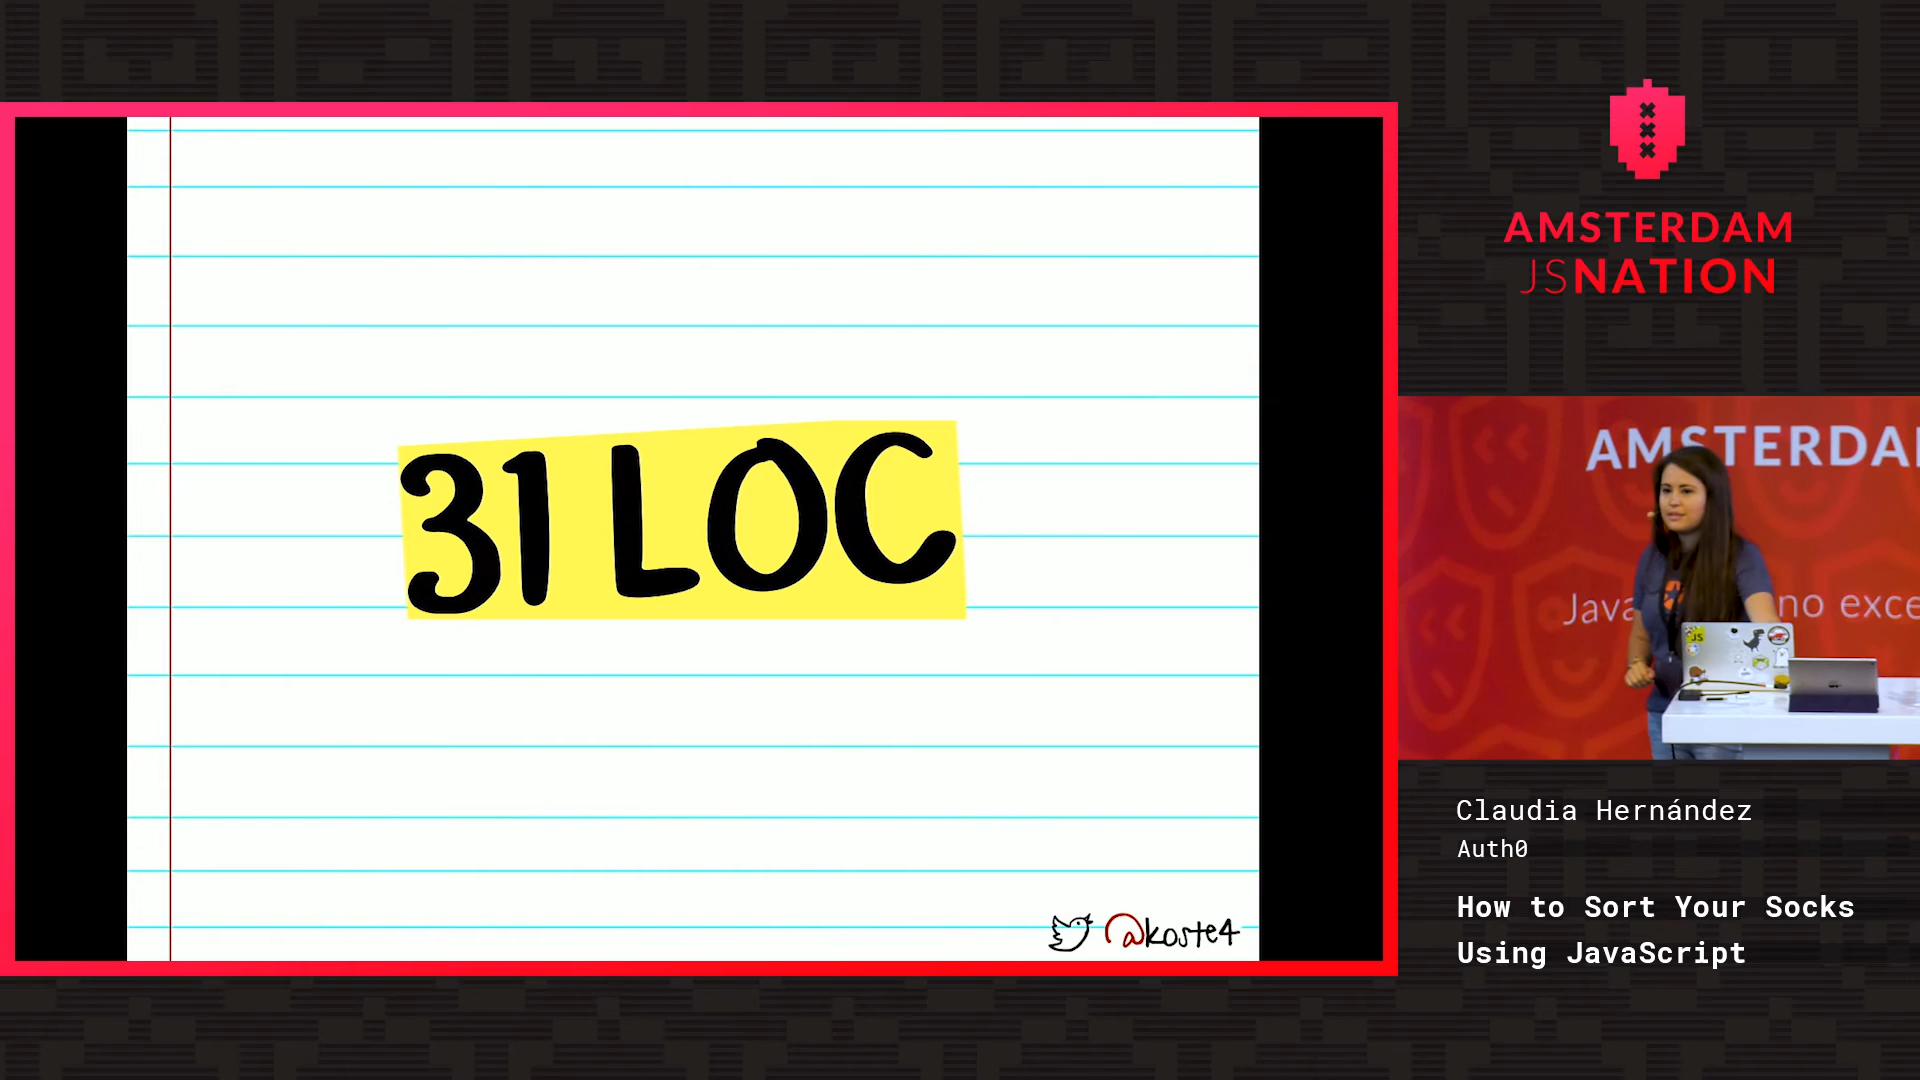 31 LOC
@koste4
AMSTERDAM
JSNATION
AMSTERDA
Java no exce
JS
Claudia Hernández
Auth0
How to Sort Your Socks
Using JavaScript